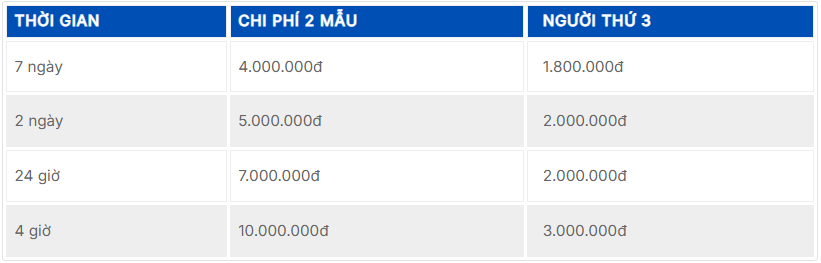 THỜI GIAN CHI PHÍ 2 MẪU NGƯỜI THỨ 3
7 ngày 4.000.000đ 1.800.000đ
2 ngày 5.000.000đ 2.000.000đ
24 giờ 7.000.000đ 2.000.000đ
4 giờ 10.000.000đ 3.000.000đ